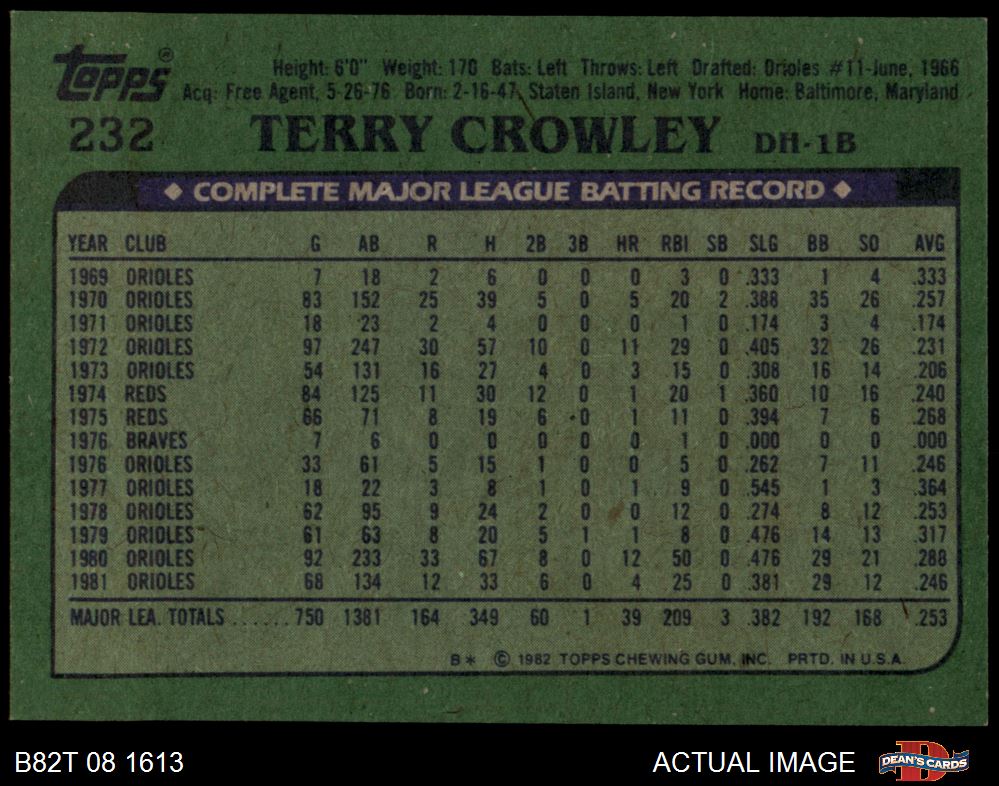 Topps®
Height: 6'0" Weight: 170 Bats: Left Throws: Left Drafted: Orioles #11-June, 1966
Acq: Free Agent, 5-26-76 Born: 2-16-47, Staten Island, New York Home: Baltimore, Maryland
232 TERRY CROWLEY DH-1B
◆ COMPLETE MAJOR LEAGUE BATTING RECORD ◆
YEAR CLUB G AB R H 2B 3B HR RBI SB SLG BB SO AVG
1969 ORIOLES 7 18 2 6 0 0 0 3 0 .333 1 4 .333
1970 ORIOLES 83 152 25 39 5 0 5 20 2 .388 35 26 .257
1971 ORIOLES 18 23 2 4 0 0 0 1 0 .174 3 4 .174
1972 ORIOLES 97 247 30 57 10 0 11 29 0 .405 32 26 .231
1973 ORIOLES 54 131 16 27 4 0 3 15 0 .308 16 14 .206
1974 REDS 84 125 11 30 12 0 1 20 1 .360 10 16 .240
1975 REDS 66 71 8 19 6 0 1 11 0 .394 7 6 .268
1976 BRAVES 7 6 0 0 0 0 0 1 0 .000 0 0 .000
1976 ORIOLES 33 61 5 15 1 0 0 5 0 .262 7 11 .246
1977 ORIOLES 18 22 3 8 1 0 1 9 0 .545 1 3 .364
1978 ORIOLES 62 95 9 24 2 0 0 12 0 .274 8 12 .253
1979 ORIOLES 61 63 8 20 5 1 1 8 0 .476 14 13 .317
1980 ORIOLES 92 233 33 67 8 0 12 50 0 .476 29 21 .288
1981 ORIOLES 68 134 12 33 6 0 4 25 0 .381 29 12 .246
MAJOR LEA. TOTALS ...... 750 1381 164 349 60 1 39 209 3 .382 192 168 .253
B* © 1982 TOPPS CHEWING GUM, INC. PRTD. IN U.S.A.
B82T 08 1613 ACTUAL IMAGE D DEAN'S CARDS